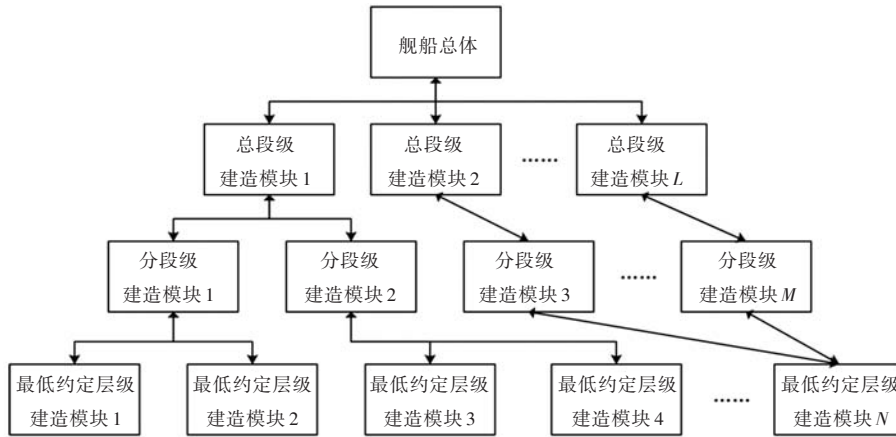 舰船总体
总段级
建造模块1
总段级
建造模块2
……
总段级
建造模块L
分段级
建造模块1
分段级
建造模块2
分段级
建造模块3
……
分段级
建造模块M
最低约定层级
建造模块1
最低约定层级
建造模块2
最低约定层级
建造模块3
最低约定层级
建造模块4
……
最低约定层级
建造模块N